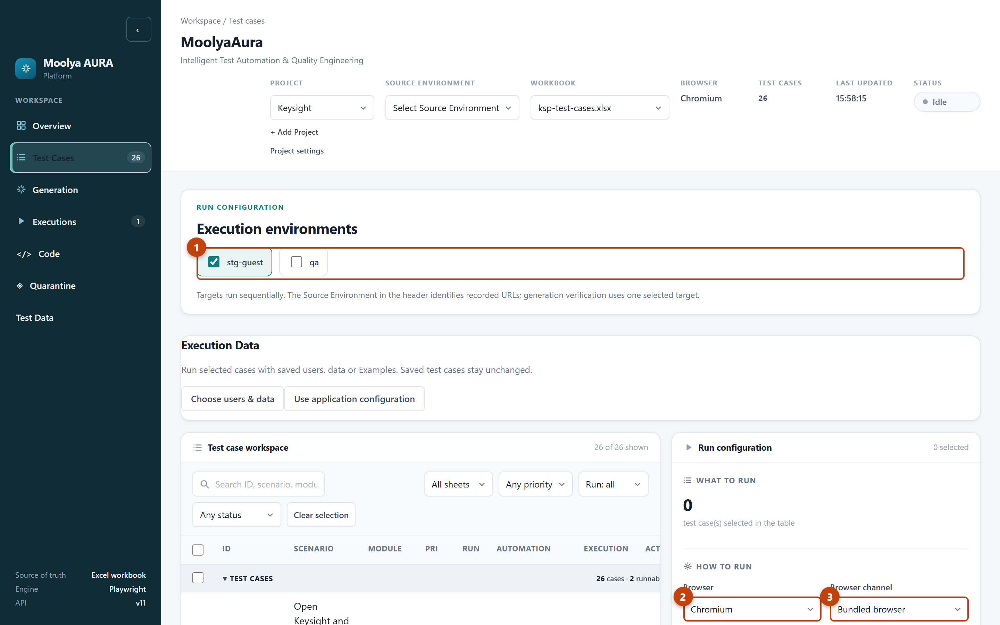 ‹
Moolya AURA
Platform
WORKSPACE
Overview
Test Cases 26
Generation
Executions 1
</> Code
Quarantine
Test Data
Source of truth Excel workbook
Engine Playwright
API v11
Workspace / Test cases
MoolyaAura
Intelligent Test Automation & Quality Engineering
PROJECT SOURCE ENVIRONMENT WORKBOOK BROWSER TEST CASES LAST UPDATED STATUS
Keysight Select Source Environment ksp-test-cases.xlsx Chromium 26 15:58:15 Idle
+ Add Project
Project settings
RUN CONFIGURATION
Execution environments
1
stg-guest qa
Targets run sequentially. The Source Environment in the header identifies recorded URLs; generation verification uses one selected target.
Execution Data
Run selected cases with saved users, data or Examples. Saved test cases stay unchanged.
Choose users & data Use application configuration
Test case workspace 26 of 26 shown
Search ID, scenario, modu All sheets Any priority Run: all
Any status Clear selection
ID SCENARIO MODULE PRI RUN AUTOMATION EXECUTION ACT
▼ TEST CASES 26 cases · 2 runnab
Open
Keysight and
Run configuration 0 selected
WHAT TO RUN
0
test case(s) selected in the table
HOW TO RUN
Browser Browser channel
2 3
Chromium Bundled browser